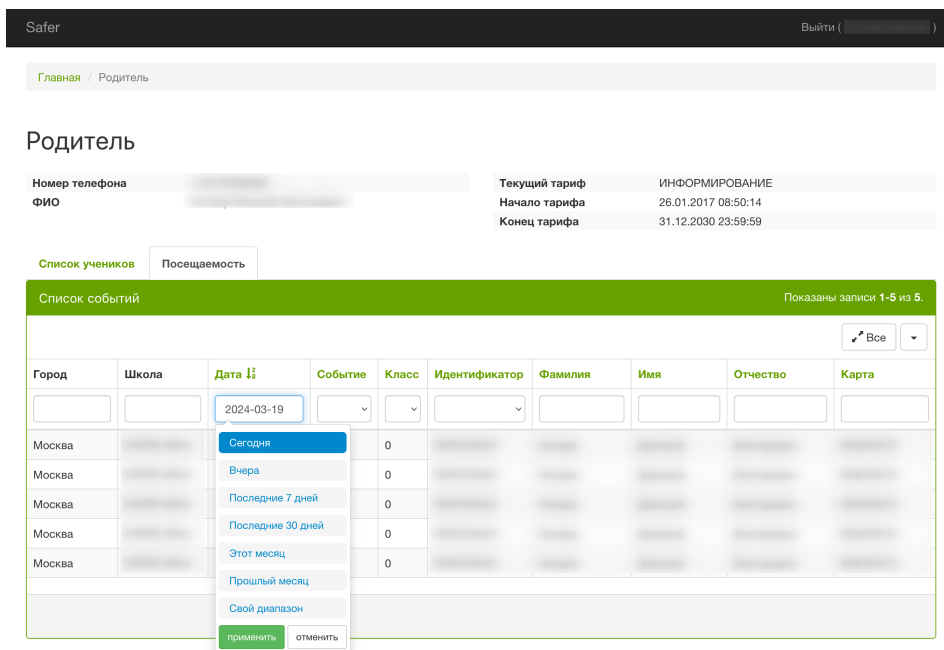 Safer
Выйти ( )
Главная / Родитель
Родитель
Номер телефона
ФИО
Текущий тариф ИНФОРМИРОВАНИЕ
Начало тарифа 26.01.2017 08:50:14
Конец тарифа 31.12.2030 23:59:59
Список учеников Посещаемость
Список событий Показаны записи 1-5 из 5.
Все
Город Школа Дата Событие Класс Идентификатор Фамилия Имя Отчество Карта
2024-03-19
Москва 0
Москва 0
Москва 0
Москва 0
Москва 0
Сегодня
Вчера
Последние 7 дней
Последние 30 дней
Этот месяц
Прошлый месяц
Свой диапазон
применить отменить